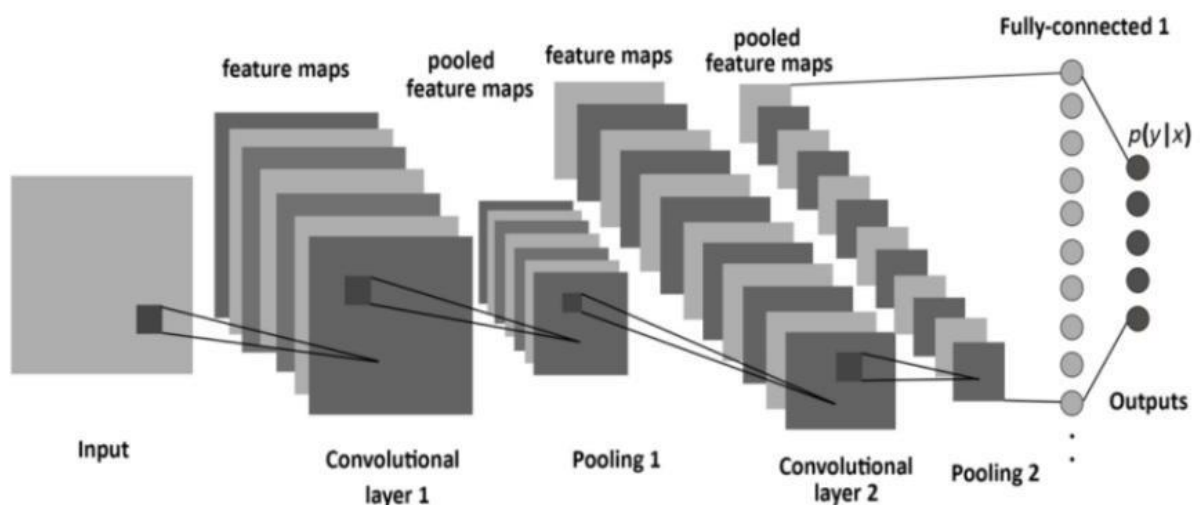 Fully-connected 1
feature maps
pooled
feature maps
feature maps
pooled
feature maps
p(y|x)
Input
Convolutional
layer 1
Pooling 1
Convolutional
layer 2
Pooling 2
Outputs